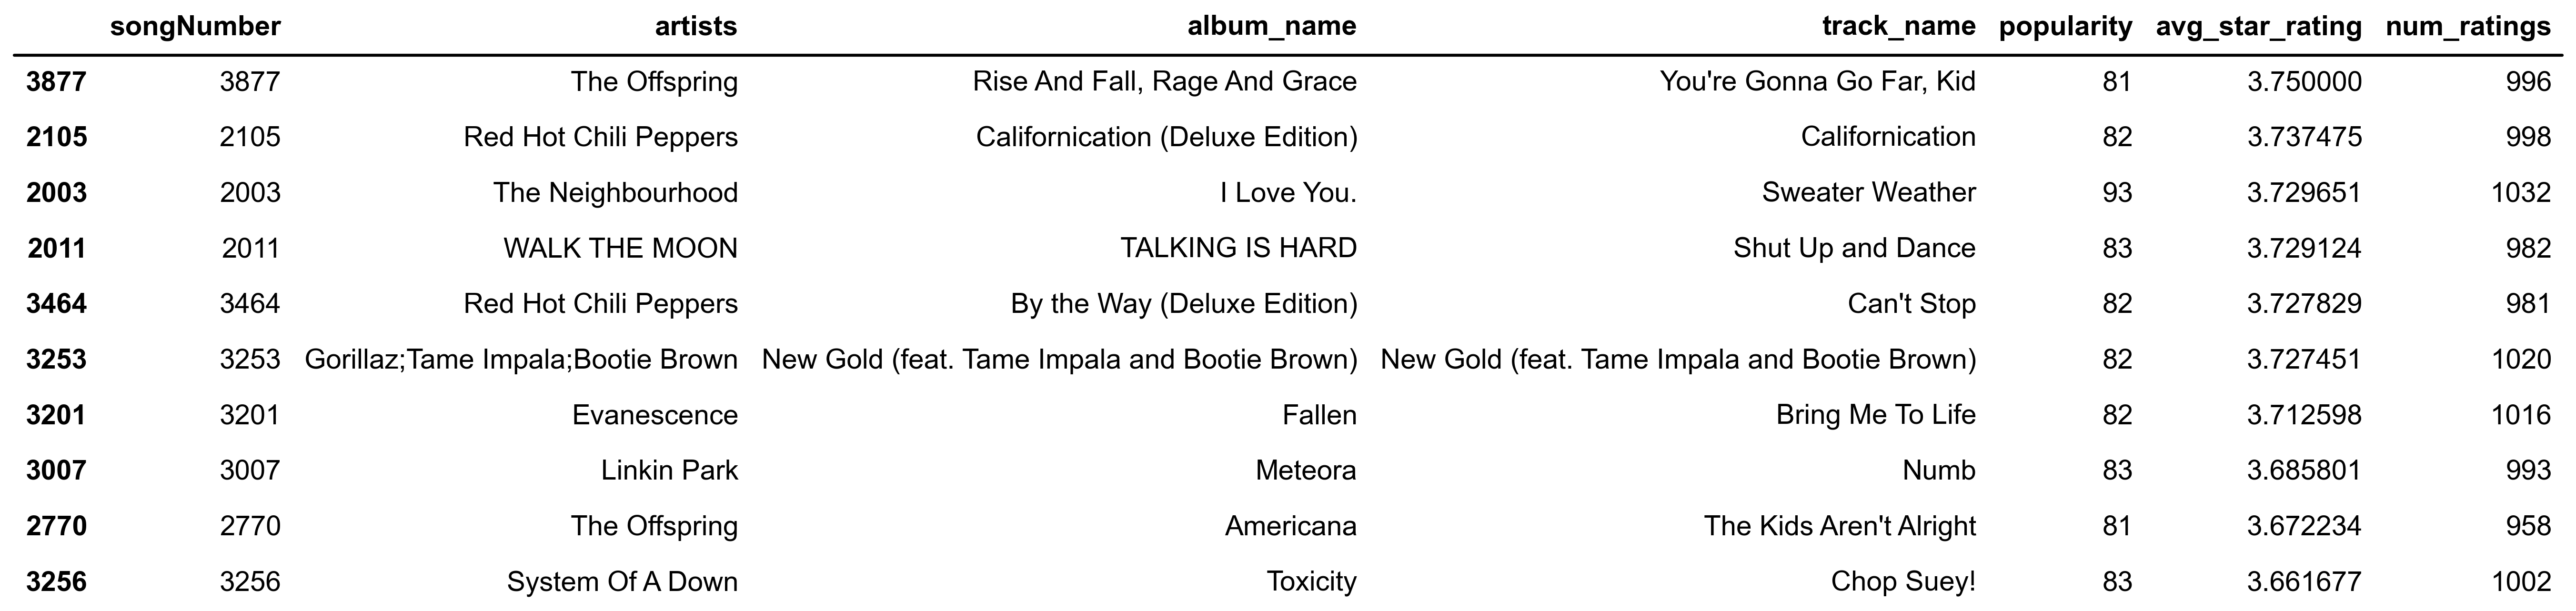 songNumber artists album_name track_name popularity avg_star_rating num_ratings
3877 3877 The Offspring Rise And Fall, Rage And Grace You're Gonna Go Far, Kid 81 3.750000 996
2105 2105 Red Hot Chili Peppers Californication (Deluxe Edition) Californication 82 3.737475 998
2003 2003 The Neighbourhood I Love You. Sweater Weather 93 3.729651 1032
2011 2011 WALK THE MOON TALKING IS HARD Shut Up and Dance 83 3.729124 982
3464 3464 Red Hot Chili Peppers By the Way (Deluxe Edition) Can't Stop 82 3.727829 981
3253 3253 Gorillaz;Tame Impala;Bootie Brown New Gold (feat. Tame Impala and Bootie Brown) New Gold (feat. Tame Impala and Bootie Brown) 82 3.727451 1020
3201 3201 Evanescence Fallen Bring Me To Life 82 3.712598 1016
3007 3007 Linkin Park Meteora Numb 83 3.685801 993
2770 2770 The Offspring Americana The Kids Aren't Alright 81 3.672234 958
3256 3256 System Of A Down Toxicity Chop Suey! 83 3.661677 1002